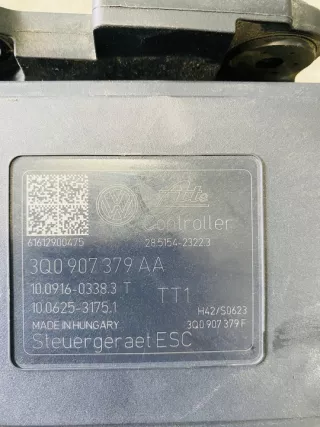 Controller
61612900475
28.5154-2322.3
3Q0 907 379 AA
10.0916-0338.3 T
10.0625-3175.1
TT1
H42/S0623
MADE IN HUNGARY
3Q0 907 379 F
Steuergeraet ESC